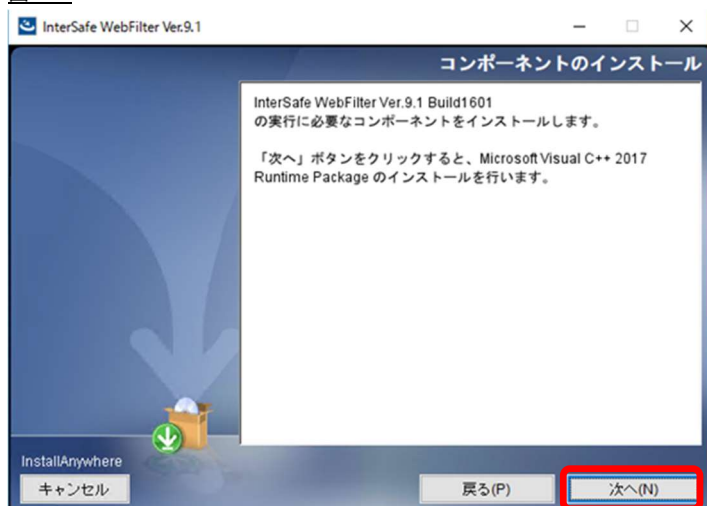 InterSafe WebFilter Ver.9.1
コンポーネントのインストール
InterSafe WebFilter Ver.9.1 Build1601
の実行に必要なコンポーネントをインストールします。
「次へ」ボタンをクリックすると、Microsoft Visual C++ 2017
Runtime Package のインストールを行います。
InstallAnywhere
キャンセル
戻る(P)
次へ(N)